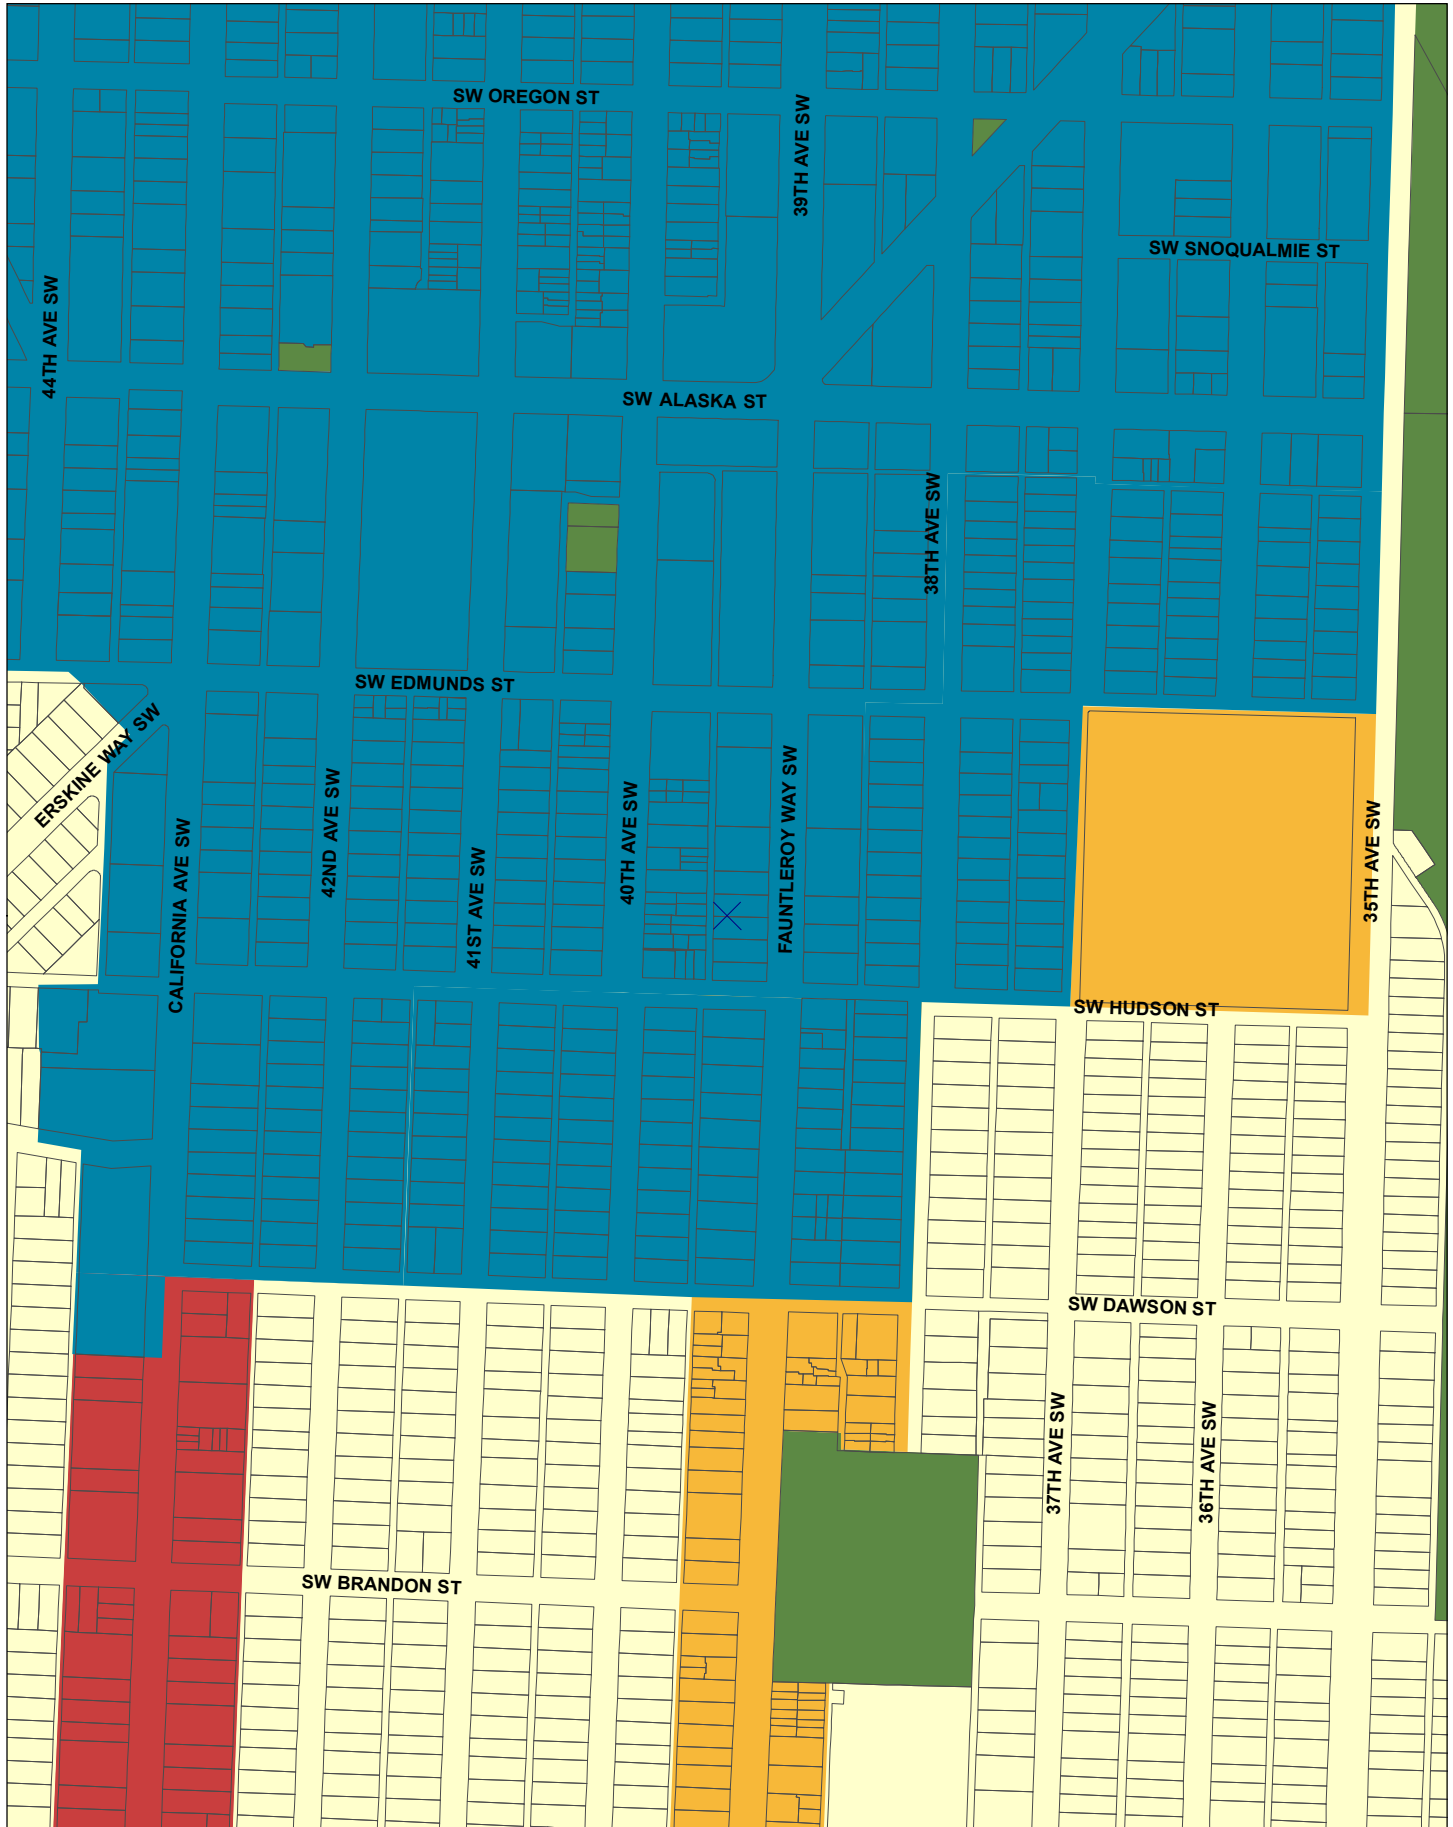 SW OREGON ST
39TH AVE SW
SW SNOQUALMIE ST
44TH AVE SW
SW ALASKA ST
38TH AVE SW
SW EDMUNDS ST
ERSKINE WAY SW
42ND AVE SW
40TH AVE SW
FAUNTLEROY WAY SW
35TH AVE SW
CALIFORNIA AVE SW
41ST AVE SW
SW HUDSON ST
SW DAWSON ST
37TH AVE SW
36TH AVE SW
SW BRANDON ST